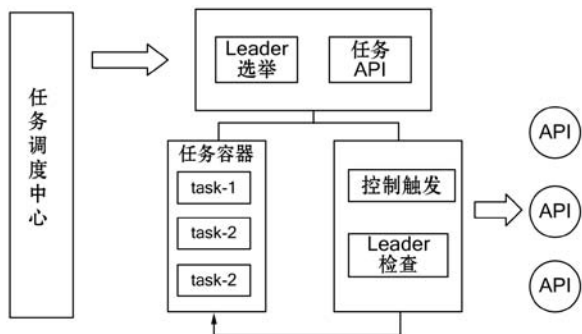 任务调度中心
Leader
选举
任务
API
任务容器
task-1
task-2
task-2
控制触发
Leader
检查
API
API
API